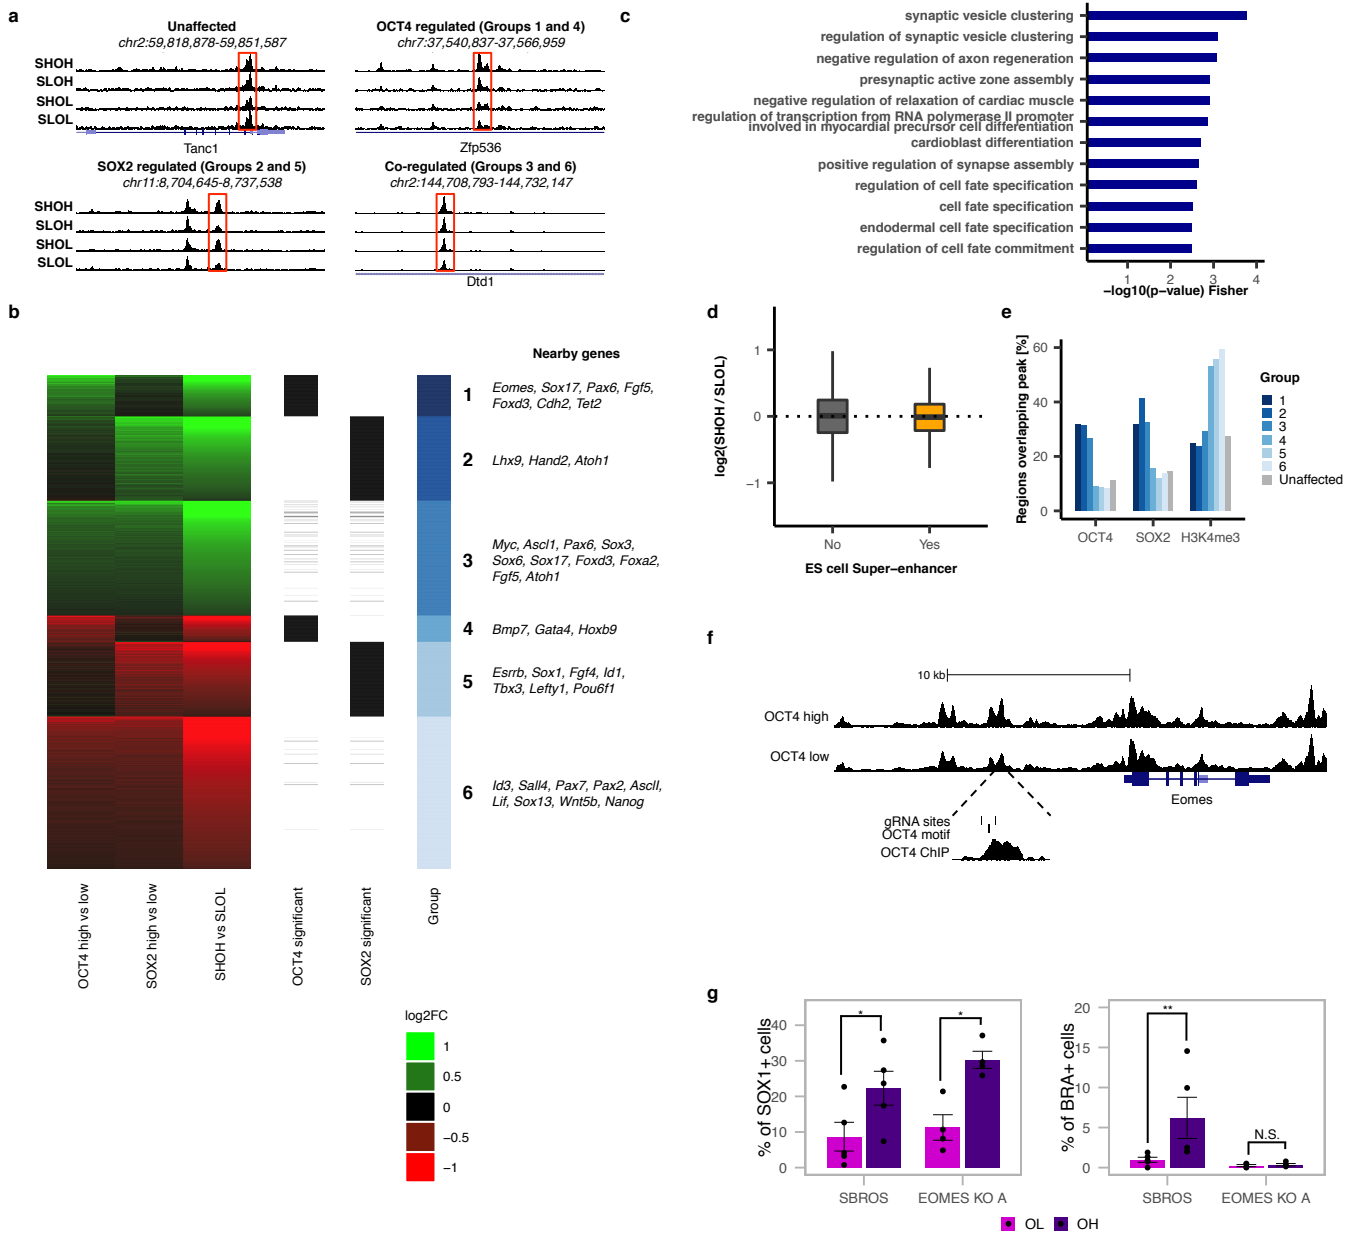 a
Unaffected
chr2:59,818,878-59,851,587
SHOH
SLOH
SHOL
SLOL
Tanc1
OCT4 regulated (Groups 1 and 4)
chr7:37,540,837-37,566,959
Zfp536
SOX2 regulated (Groups 2 and 5)
chr11:8,704,645-8,737,538
SHOH
SLOH
SHOL
SLOL
Co-regulated (Groups 3 and 6)
chr2:144,708,793-144,732,147
Dtd1
b
Nearby genes
1
Eomes, Sox17, Pax6, Fgf5,
Foxd3, Cdh2, Tet2
2
Lhx9, Hand2, Atoh1
3
Myc, Ascl1, Pax6, Sox3,
Sox6, Sox17, Foxd3, Foxa2,
Fgf5, Atoh1
4
Bmp7, Gata4, Hoxb9
5
Esrrb, Sox1, Fgf4, Id1,
Tbx3, Lefty1, Pou6f1
6
Id3, Sall4, Pax7, Pax2, Ascll,
Lif, Sox13, Wnt5b, Nanog
OCT4 high vs low
SOX2 high vs low
SHOH vs SLOL
OCT4 significant
SOX2 significant
Group
log2FC
1
0.5
0
−0.5
−1
c
synaptic vesicle clustering
regulation of synaptic vesicle clustering
negative regulation of axon regeneration
presynaptic active zone assembly
negative regulation of relaxation of cardiac muscle
regulation of transcription from RNA polymerase II promoter
involved in myocardial precursor cell differentiation
cardioblast differentiation
positive regulation of synapse assembly
regulation of cell fate specification
cell fate specification
endodermal cell fate specification
regulation of cell fate commitment
1 2 3 4
−log10(p−value) Fisher
d
log2(SHOH / SLOL)
1
0
−1
No Yes
ES cell Super−enhancer
e
Regions overlapping peak [%]
60
40
20
0
OCT4 SOX2 H3K4me3
Group
1
2
3
4
5
6
Unaffected
f
10 kb
OCT4 high
OCT4 low
Eomes
gRNA sites
OCT4 motif
OCT4 ChIP
g
% of SOX1+ cells
40
30
20
10
0
*
*
SBROS EOMES KO A
% of BRA+ cells
20
15
10
5
0
**
N.S.
SBROS EOMES KO A
OL OH